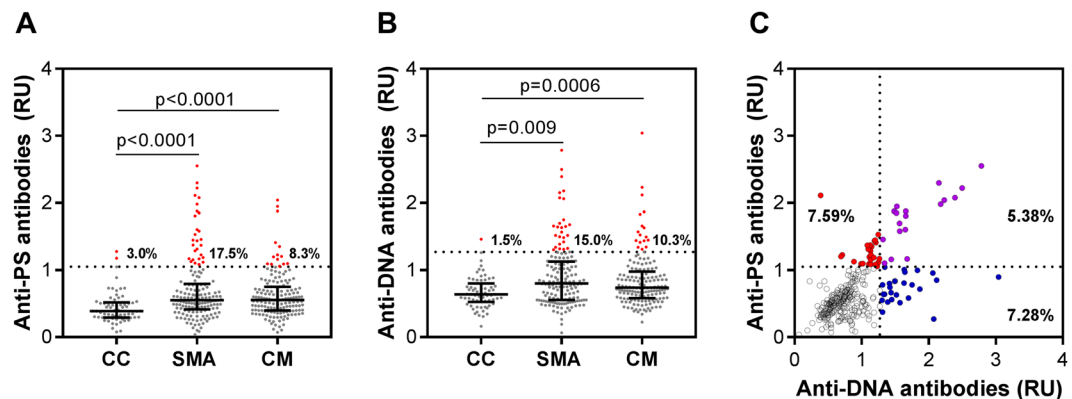 A
Anti-PS antibodies (RU)
4
3
2
1
0
p<0.0001
p<0.0001
3.0%
17.5%
8.3%
CC
SMA
CM
B
Anti-DNA antibodies (RU)
4
3
2
1
0
p=0.0006
p=0.009
1.5%
15.0%
10.3%
CC
SMA
CM
C
Anti-PS antibodies (RU)
4
3
2
1
0
7.59%
5.38%
7.28%
0
1
2
3
4
Anti-DNA antibodies (RU)